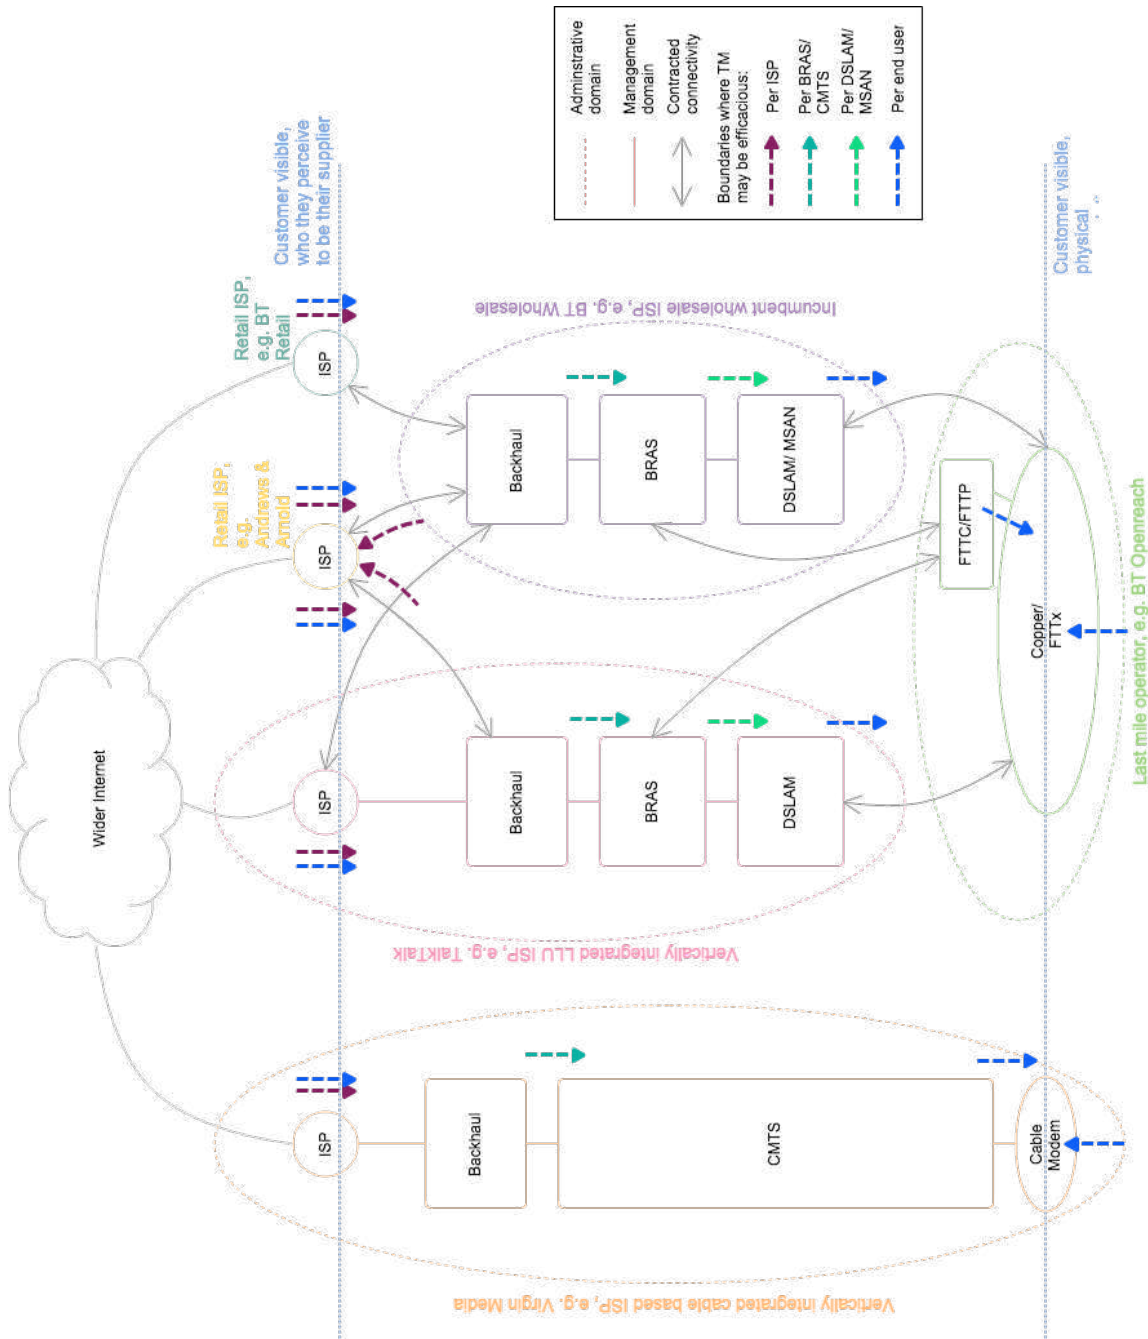 Wider Internet
Retail ISP,
e.g. BT
Retail
Retail ISP,
e.g.
Andrews &
Arnold
Customer visible,
who they perceive
to be their supplier
ISP
ISP
ISP
ISP
Incumbent wholesale ISP, e.g. BT Wholesale
Backhaul
BRAS
DSLAM/ MSAN
Vertically integrated LLU ISP, e.g. TalkTalk
Backhaul
BRAS
DSLAM
Vertically integrated cable based ISP, e.g. Virgin Media
Backhaul
CMTS
Cable
Modem
FTTC/FTTP
Copper/
FTTx
Last mile operator, e.g. BT Openreach
Customer visible,
physical
Adminstrative
domain
Management
domain
Contracted
connectivity
Boundaries where TM
may be efficacious:
Per ISP
Per BRAS/
CMTS
Per DSLAM/
MSAN
Per end user